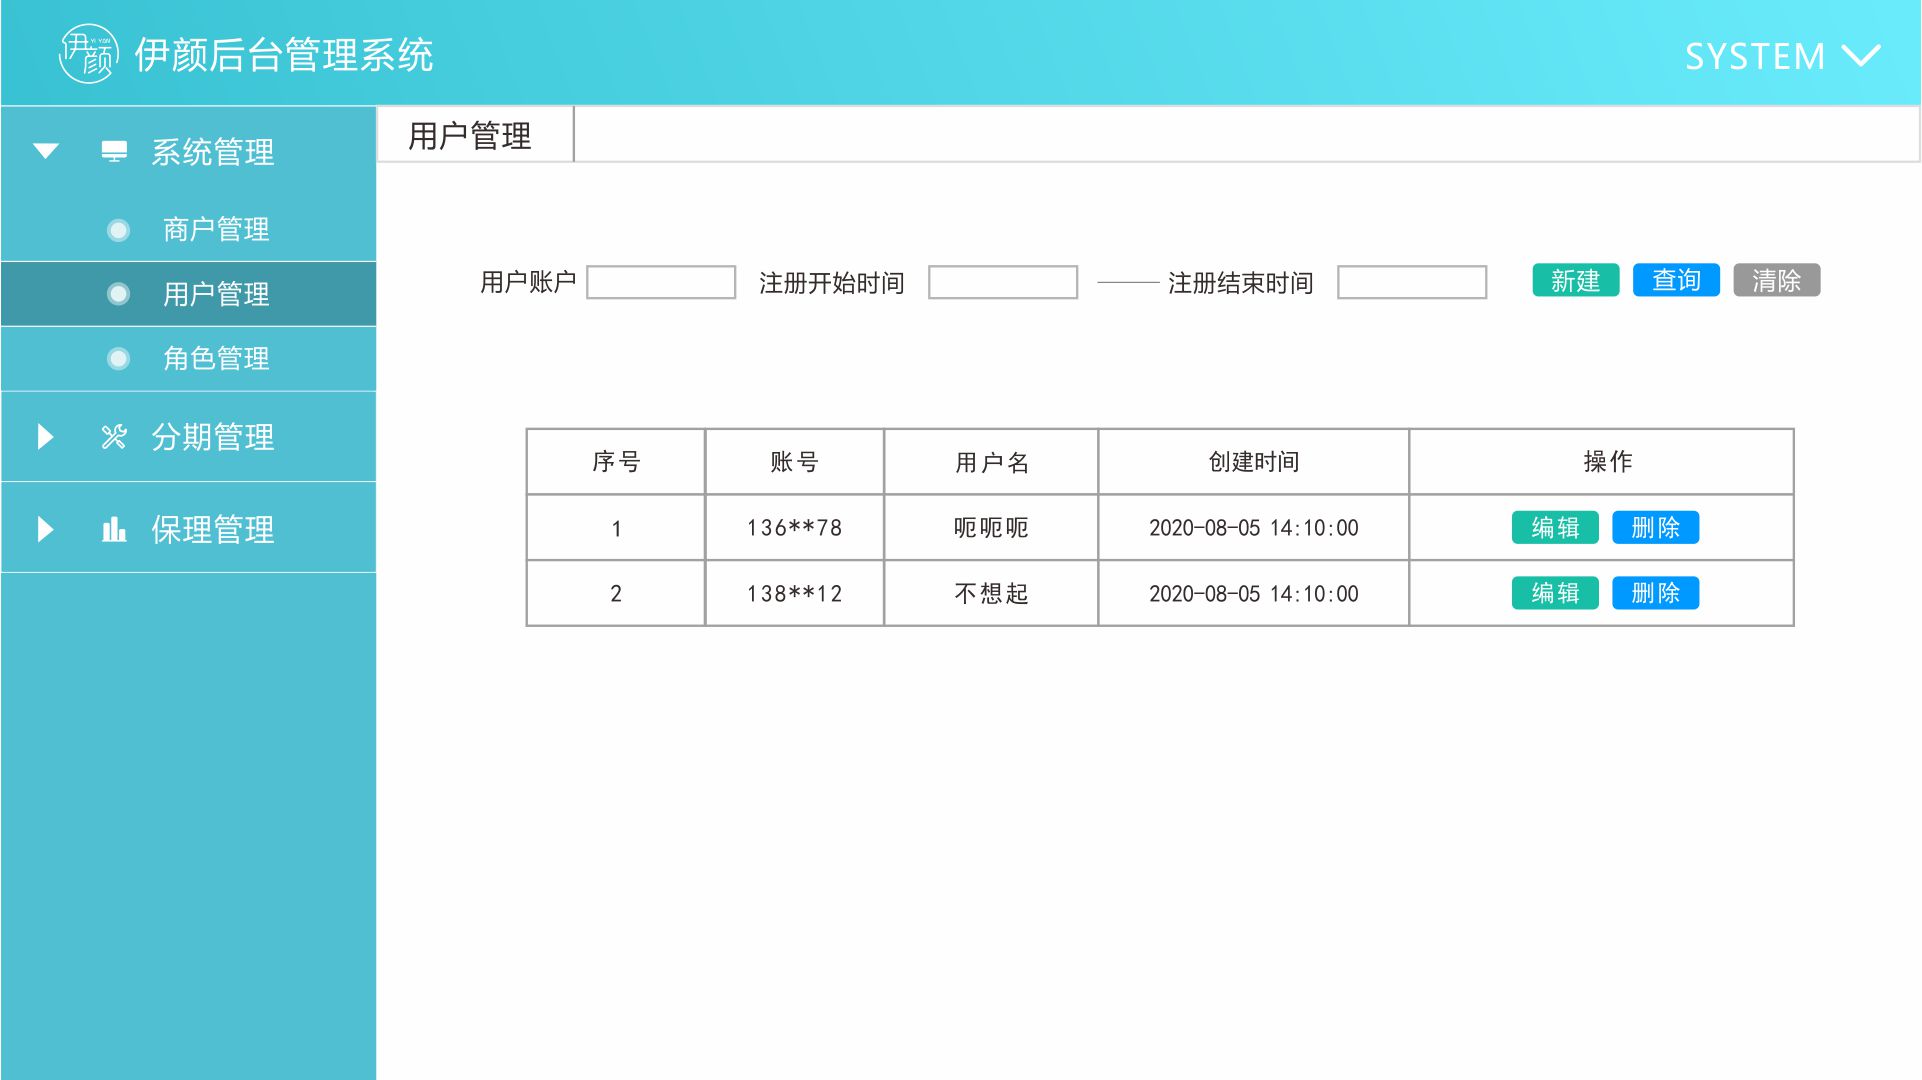 伊颜 YI YAN
伊颜后台管理系统
SYSTEM
系统管理
商户管理
用户管理
角色管理
分期管理
保理管理
用户管理
用户账户 注册开始时间 —— 注册结束时间 新建 查询 清除
序号 账号 用户名 创建时间 操作
1 136**78 呃呃呃 2020-08-05 14:10:00 编辑 删除
2 138**12 不想起 2020-08-05 14:10:00 编辑 删除